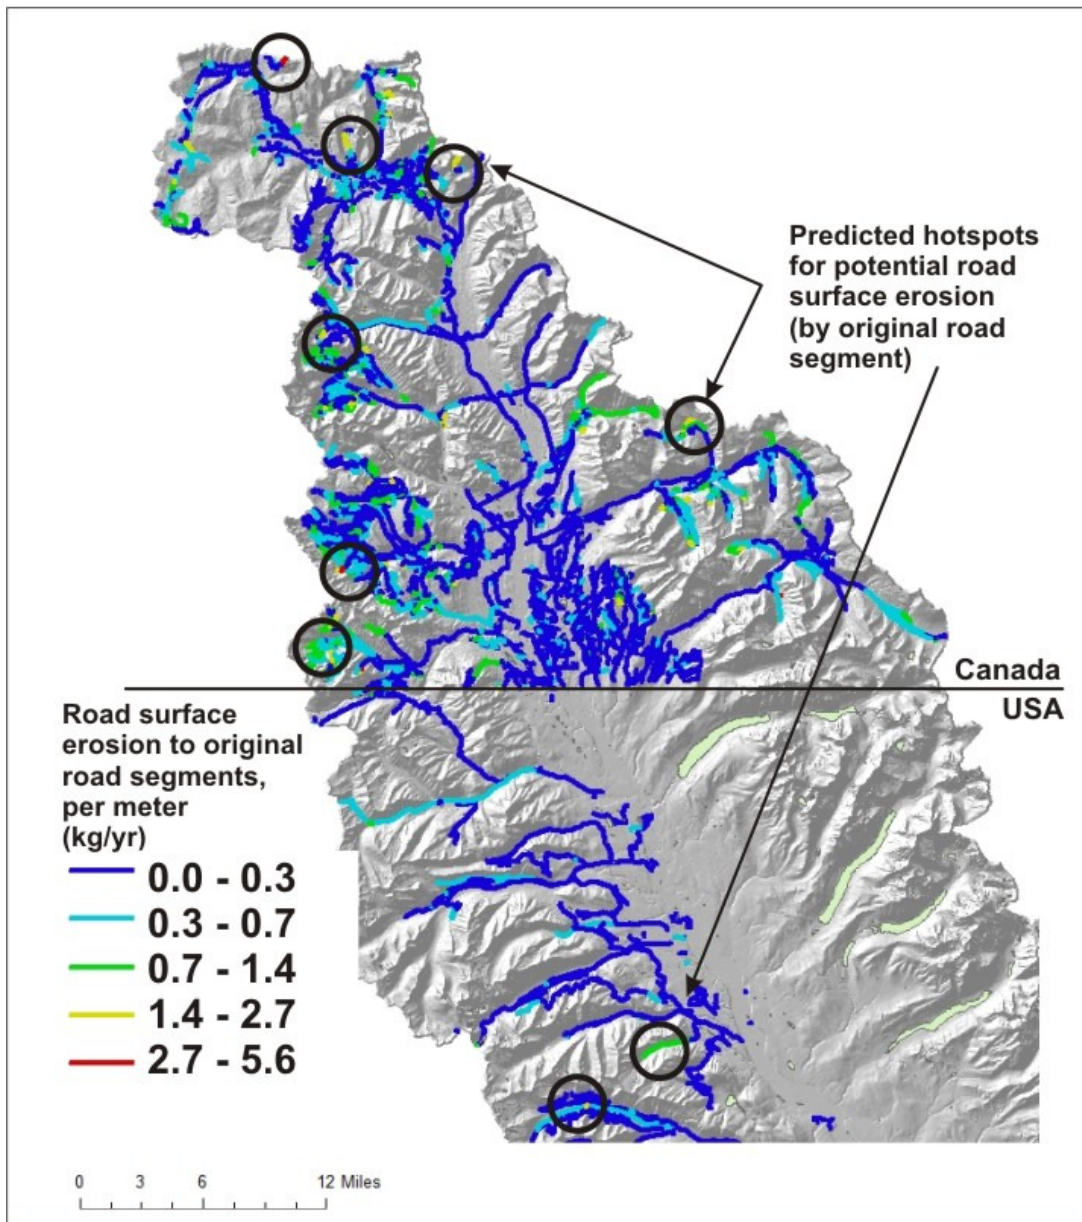 Predicted hotspots
for potential road
surface erosion
(by original road
segment)
Canada
USA
Road surface
erosion to original
road segments,
per meter
(kg/yr)
0.0 - 0.3
0.3 - 0.7
0.7 - 1.4
1.4 - 2.7
2.7 - 5.6
0 3 6 12 Miles